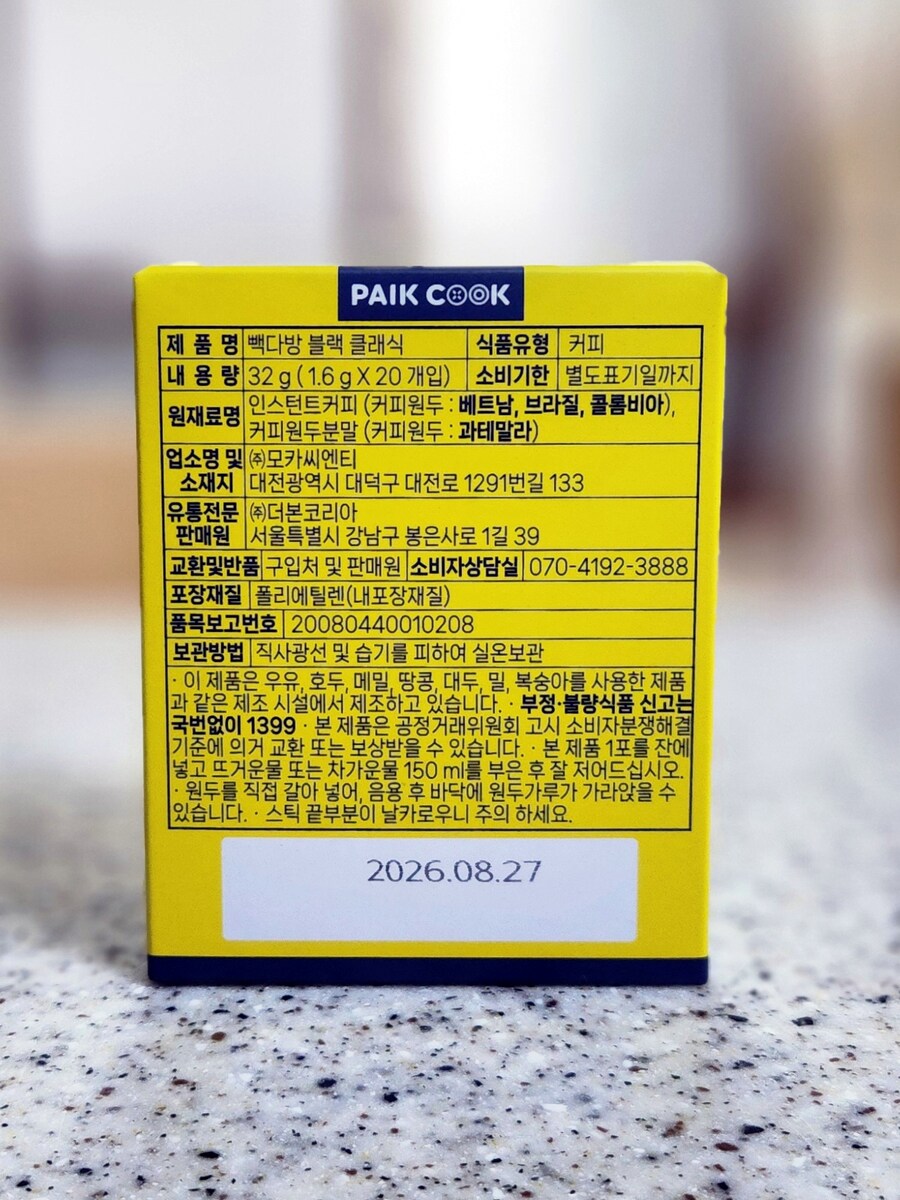 PAIK COOK
제 품 명 빽다방 블랙 클래식 식품유형 커피
내 용 량 32 g ( 1.6 g X 20 개입) 소비기한 별도표기일까지
원재료명 인스턴트커피 (커피원두 : 베트남, 브라질, 콜롬비아),
커피원두분말 (커피원두 : 과테말라)
업소명 및 ㈜모카씨엔티
소재지 대전광역시 대덕구 대전로 1291번길 133
유통전문 ㈜더본코리아
판매원 서울특별시 강남구 봉은사로 1길 39
교환및반품 구입처 및 판매원 소비자상담실 070-4192-3888
포장재질 폴리에틸렌(내포장재질)
품목보고번호 20080440010208
보관방법 직사광선 및 습기를 피하여 실온보관
· 이 제품은 우유, 호두, 메밀, 땅콩, 대두, 밀, 복숭아를 사용한 제품
과 같은 제조 시설에서 제조하고 있습니다. · 부정·불량식품 신고는
국번없이 1399 · 본 제품은 공정거래위원회 고시 소비자분쟁해결
기준에 의거 교환 또는 보상받을 수 있습니다. · 본 제품 1포를 잔에
넣고 뜨거운물 또는 차가운물 150 ml를 부은 후 잘 저어드십시오.
· 원두를 직접 갈아 넣어, 음용 후 바닥에 원두가루가 가라앉을 수
있습니다. · 스틱 끝부분이 날카로우니 주의 하세요.
2026.08.27